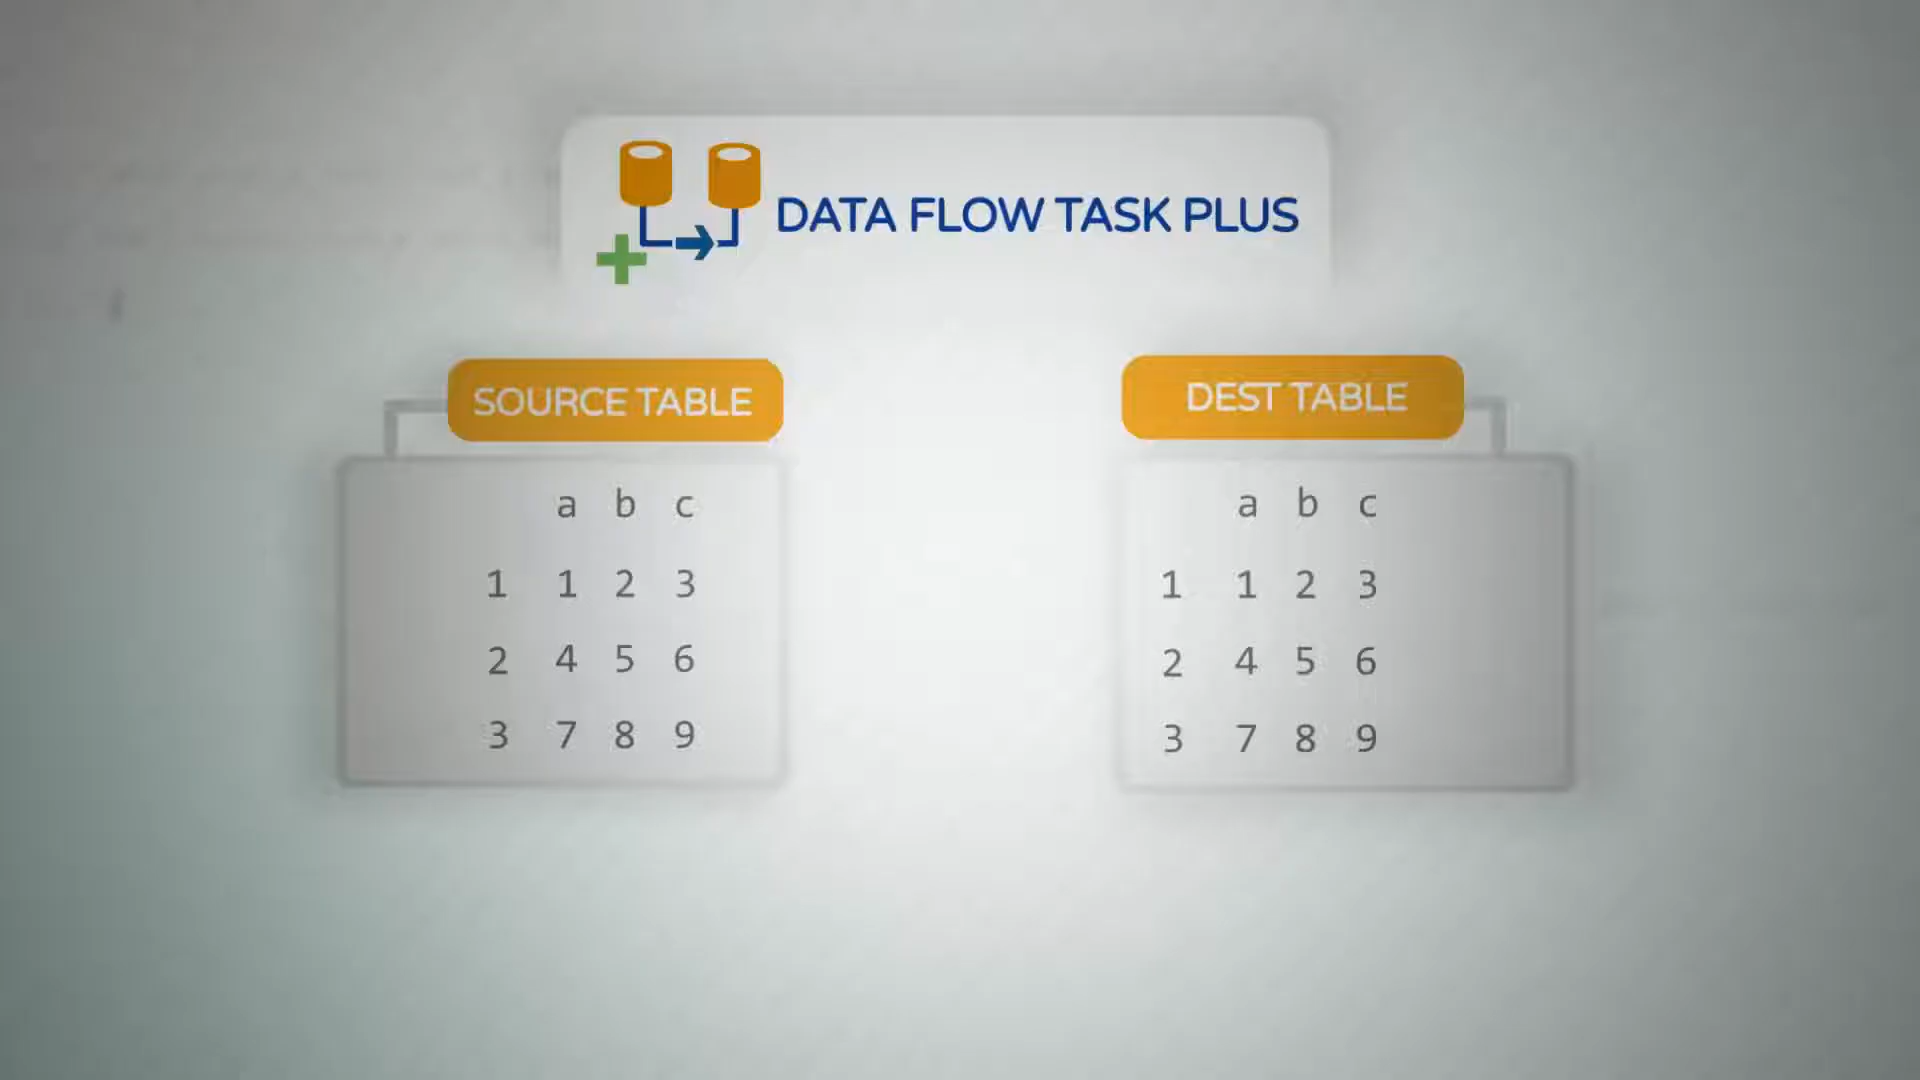 DATA FLOW TASK PLUS
SOURCE TABLE
a b c
1 1 2 3
2 4 5 6
3 7 8 9
DEST TABLE
a b c
1 1 2 3
2 4 5 6
3 7 8 9